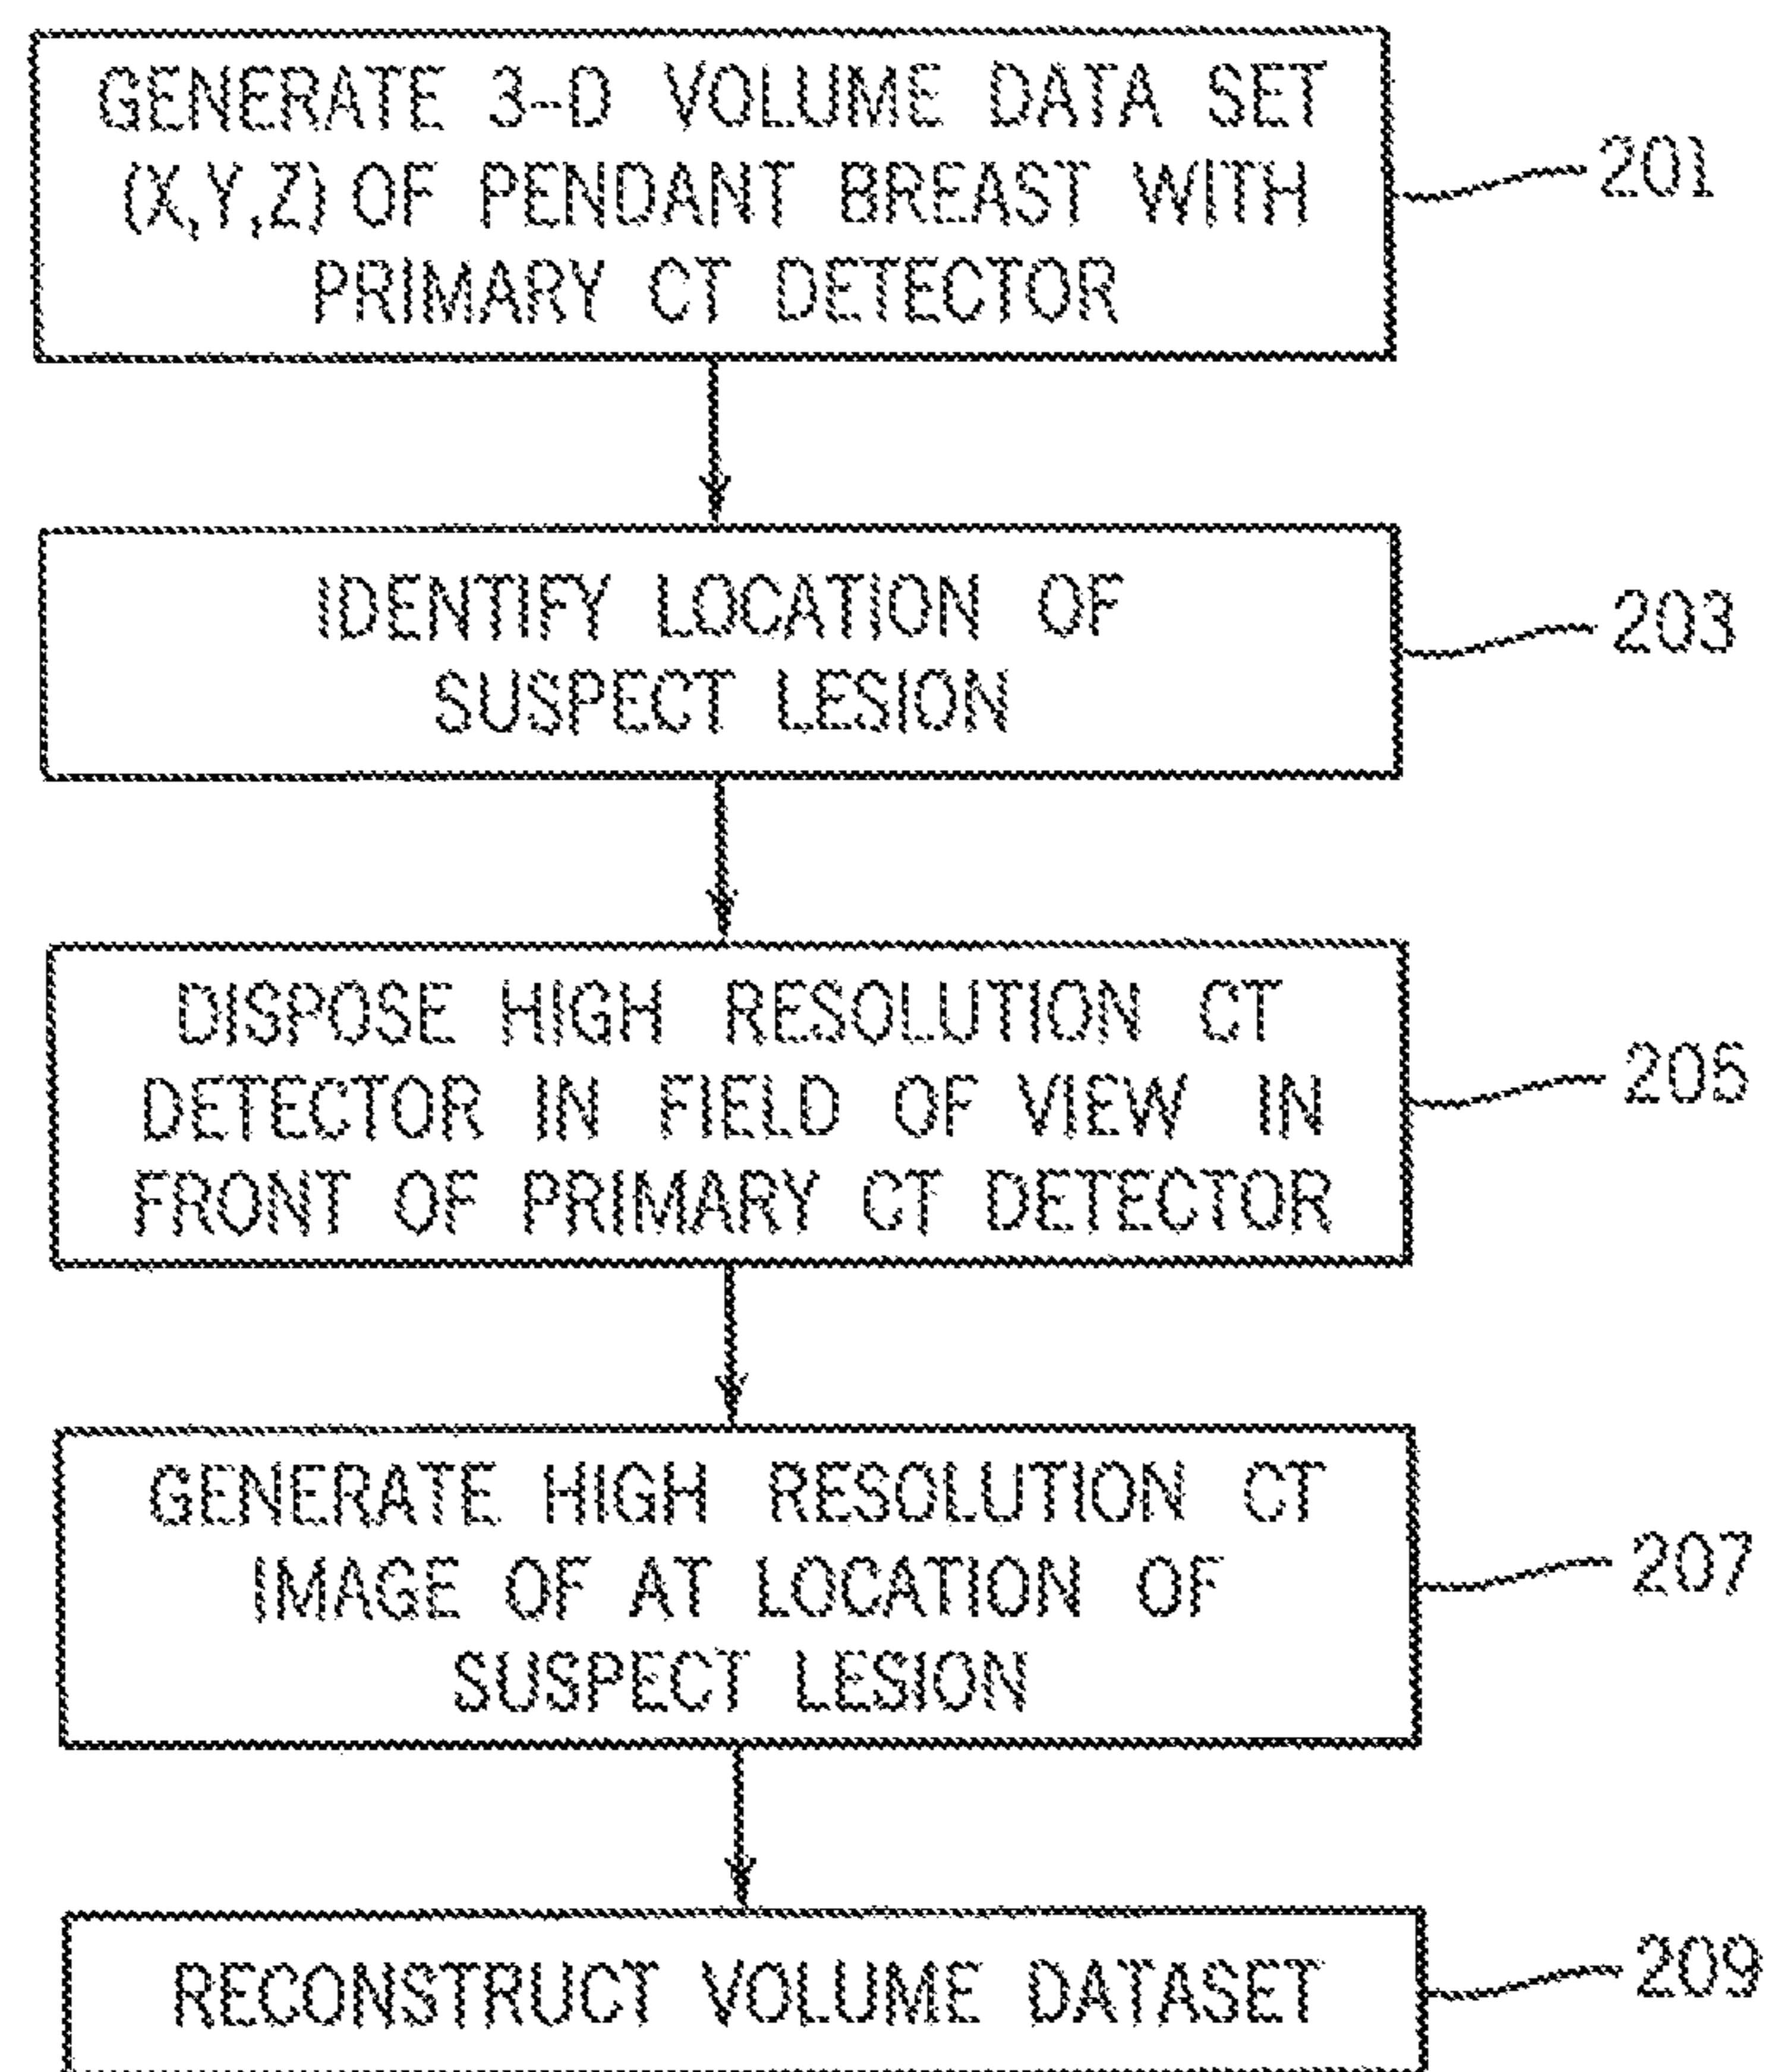 GENERATE 3-D VOLUME DATA SET
(X,Y,Z) OF PENDANT BREAST WITH
PRIMARY CT DETECTOR
201
IDENTIFY LOCATION OF
SUSPECT LESION
203
DISPOSE HIGH RESOLUTION CT
DETECTOR IN FIELD OF VIEW IN
FRONT OF PRIMARY CT DETECTOR
205
GENERATE HIGH RESOLUTION CT
IMAGE OF AT LOCATION OF
SUSPECT LESION
207
RECONSTRUCT VOLUME DATASET
209